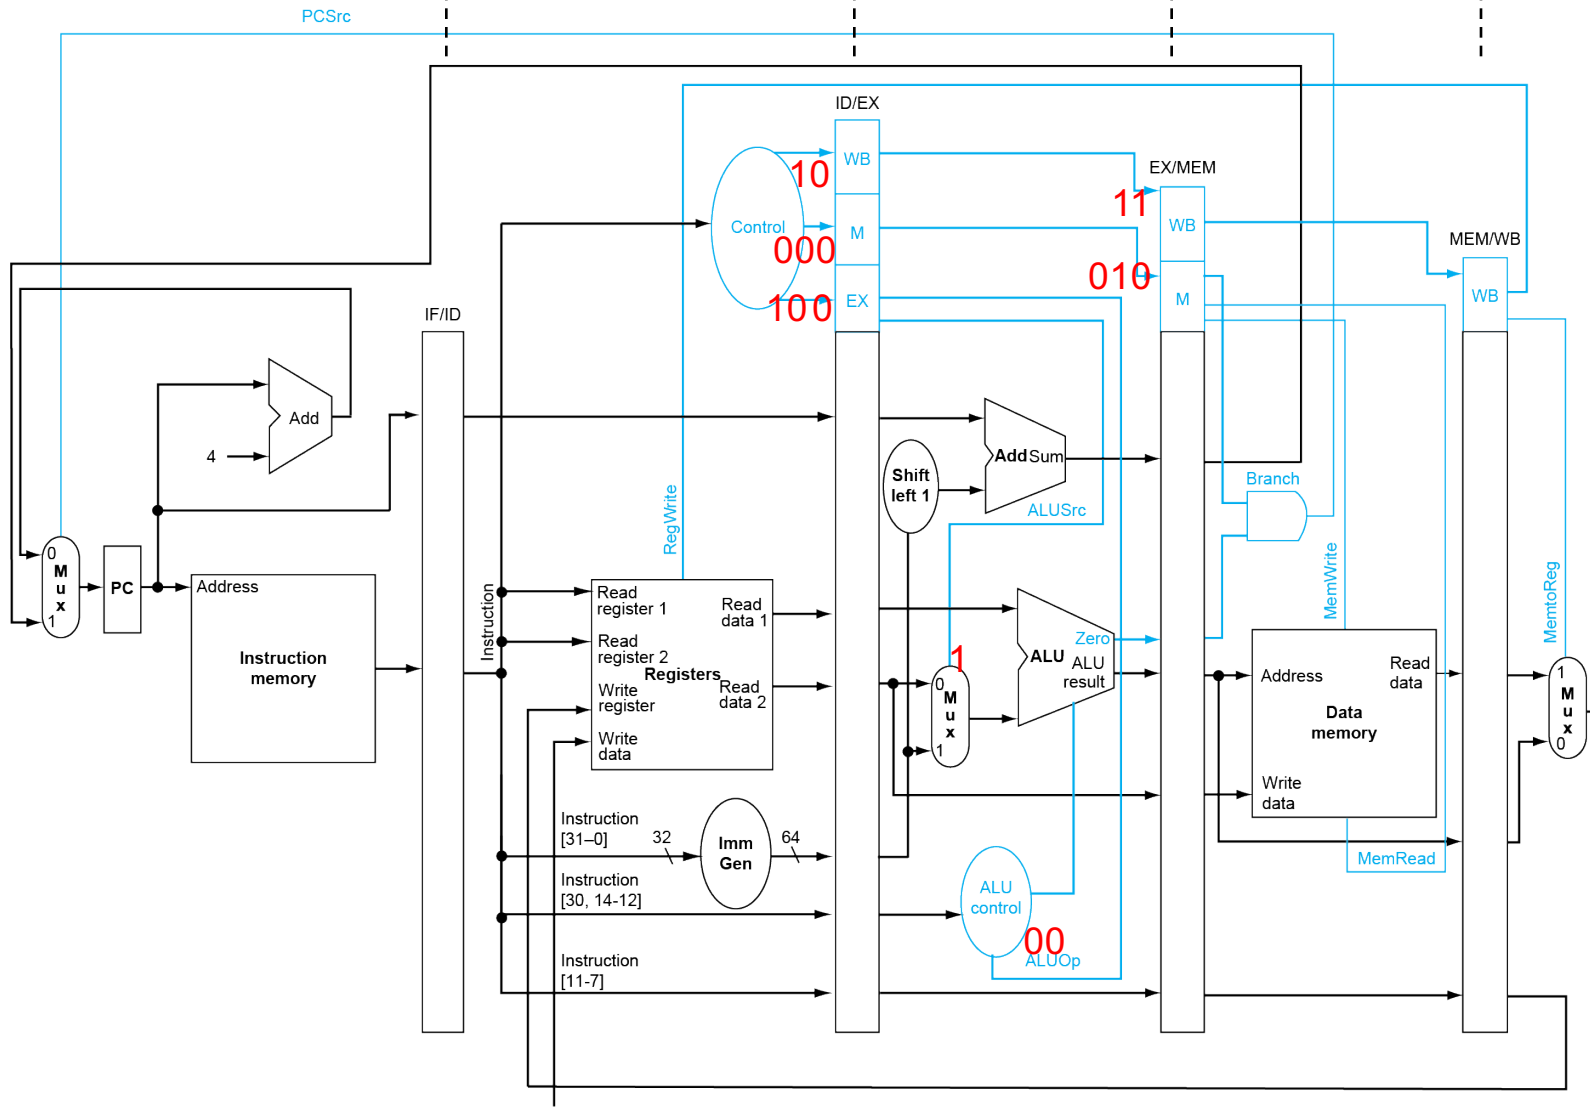 PCSrc
ID/EX
WB
10
EX/MEM
11
Control
M
WB
000
MEM/WB
010
100
EX
M
WB
IF/ID
Add
4
Shift
left 1
Add Sum
Branch
ALUSrc
RegWrite
MemWrite
MemtoReg
0
M
u
x
1
PC
Address
Instruction
memory
Instruction
Read
register 1
Read
register 2
Write
register
Write
data
Registers
Read
data 1
Read
data 2
1
0
M
u
x
1
Zero
ALU
ALU
result
Address
Read
data
Data
memory
Write
data
MemRead
1
M
u
x
0
Instruction
[31–0]
32
Imm
Gen
64
Instruction
[30, 14-12]
ALU
control
00
ALUOp
Instruction
[11-7]